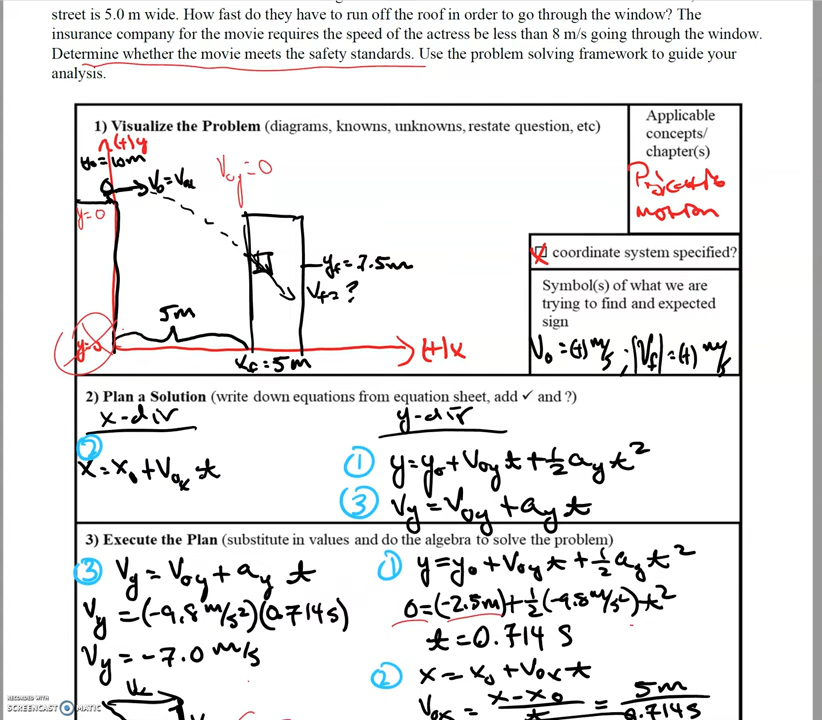 street is 5.0 m wide. How fast do they have to run off the roof in order to go through the window? The
insurance company for the movie requires the speed of the actress be less than 8 m/s going through the window.
Determine whether the movie meets the safety standards. Use the problem solving framework to guide your
analysis.
1) Visualize the Problem (diagrams, knowns, unknowns, restate question, etc)
Applicable
concepts/
chapter(s)
Projectile
motion
(+)y
y₀=10m
V₀=V₀ₓ
V₀y=0
y=0
yf=7.5m
Vf=?
5m
y=0
xf=5m
(+)x
coordinate system specified?
Symbol(s) of what we are
trying to find and expected
sign
V₀=(+)m/s ; |Vf|=(+)m/s
2) Plan a Solution (write down equations from equation sheet, add ✓ and ?)
x-dir
y-dir
② x=x₀+V₀ₓt
① y=y₀+V₀yt+½ayt²
③ Vy=V₀y+ayt
3) Execute the Plan (substitute in values and do the algebra to solve the problem)
③ Vy=V₀y+ayt
Vy=(-9.8m/s²)(0.714s)
Vy=-7.0m/s
① y=y₀+V₀yt+½ayt²
0=(-2.5m)+½(-9.8m/s²)t²
t=0.714 s
② x=x₀+V₀ₓt
V₀ₓ=(x-x₀)/t=5m/0.714s
RECORDED WITH
SCREENCAST MATIC